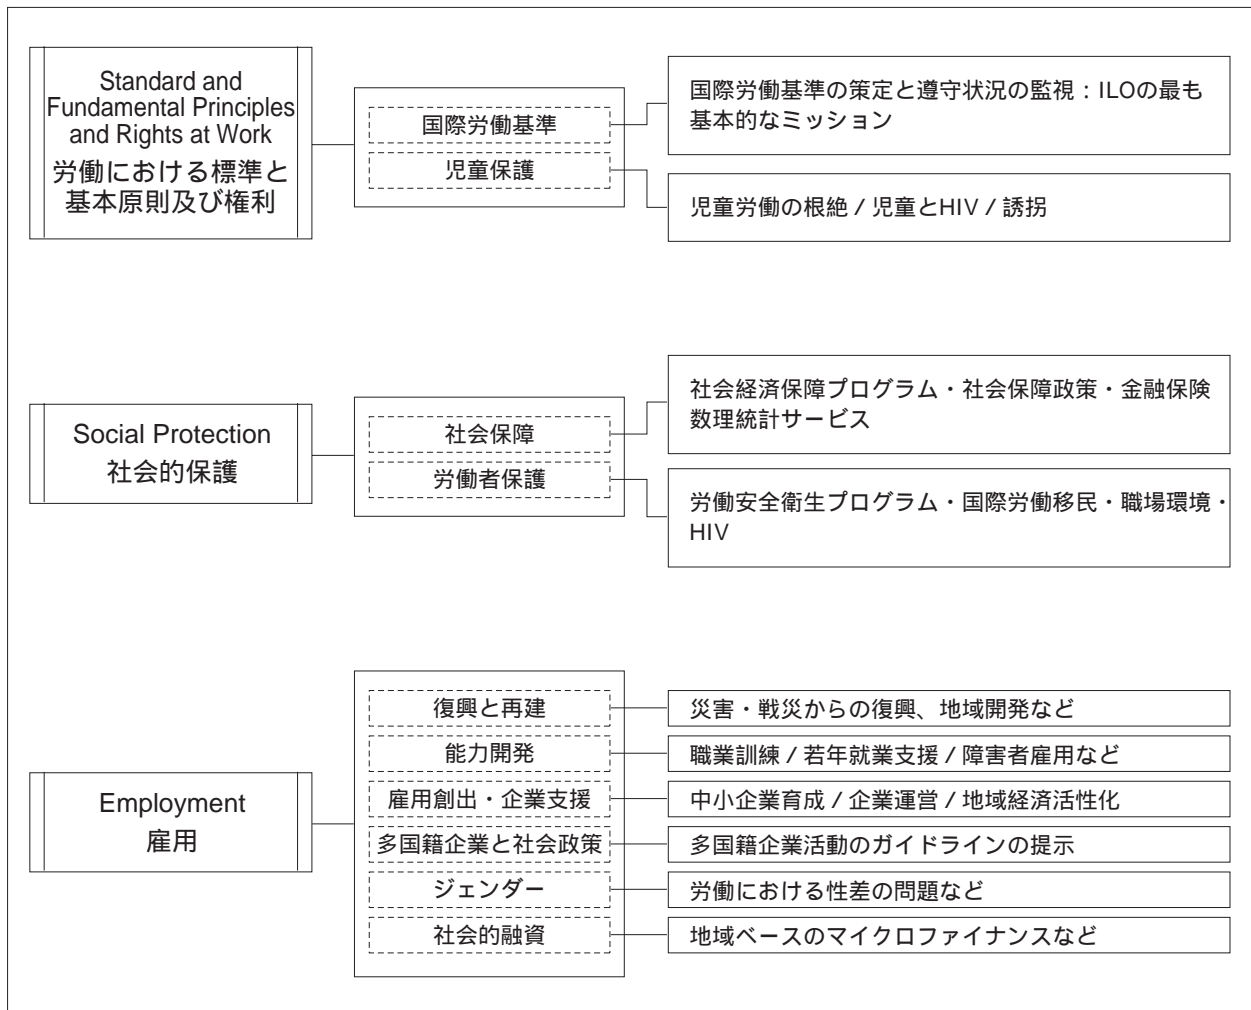 Standard and
Fundamental Principles
and Rights at Work
労働における標準と
基本原則及び権利
国際労働基準
児童保護
国際労働基準の策定と遵守状況の監視：ILOの最も
基本的なミッション
児童労働の根絶 / 児童とHIV / 誘拐
Social Protection
社会的保護
社会保障
労働者保護
社会経済保障プログラム・社会保障政策・金融保険
数理統計サービス
労働安全衛生プログラム・国際労働移民・職場環境・
HIV
Employment
雇用
復興と再建
災害・戦災からの復興、地域開発など
能力開発
職業訓練 / 若年就業支援 / 障害者雇用など
雇用創出・企業支援
中小企業育成 / 企業運営 / 地域経済活性化
多国籍企業と社会政策
多国籍企業活動のガイドラインの提示
ジェンダー
労働における性差の問題など
社会的融資
地域ベースのマイクロファイナンスなど